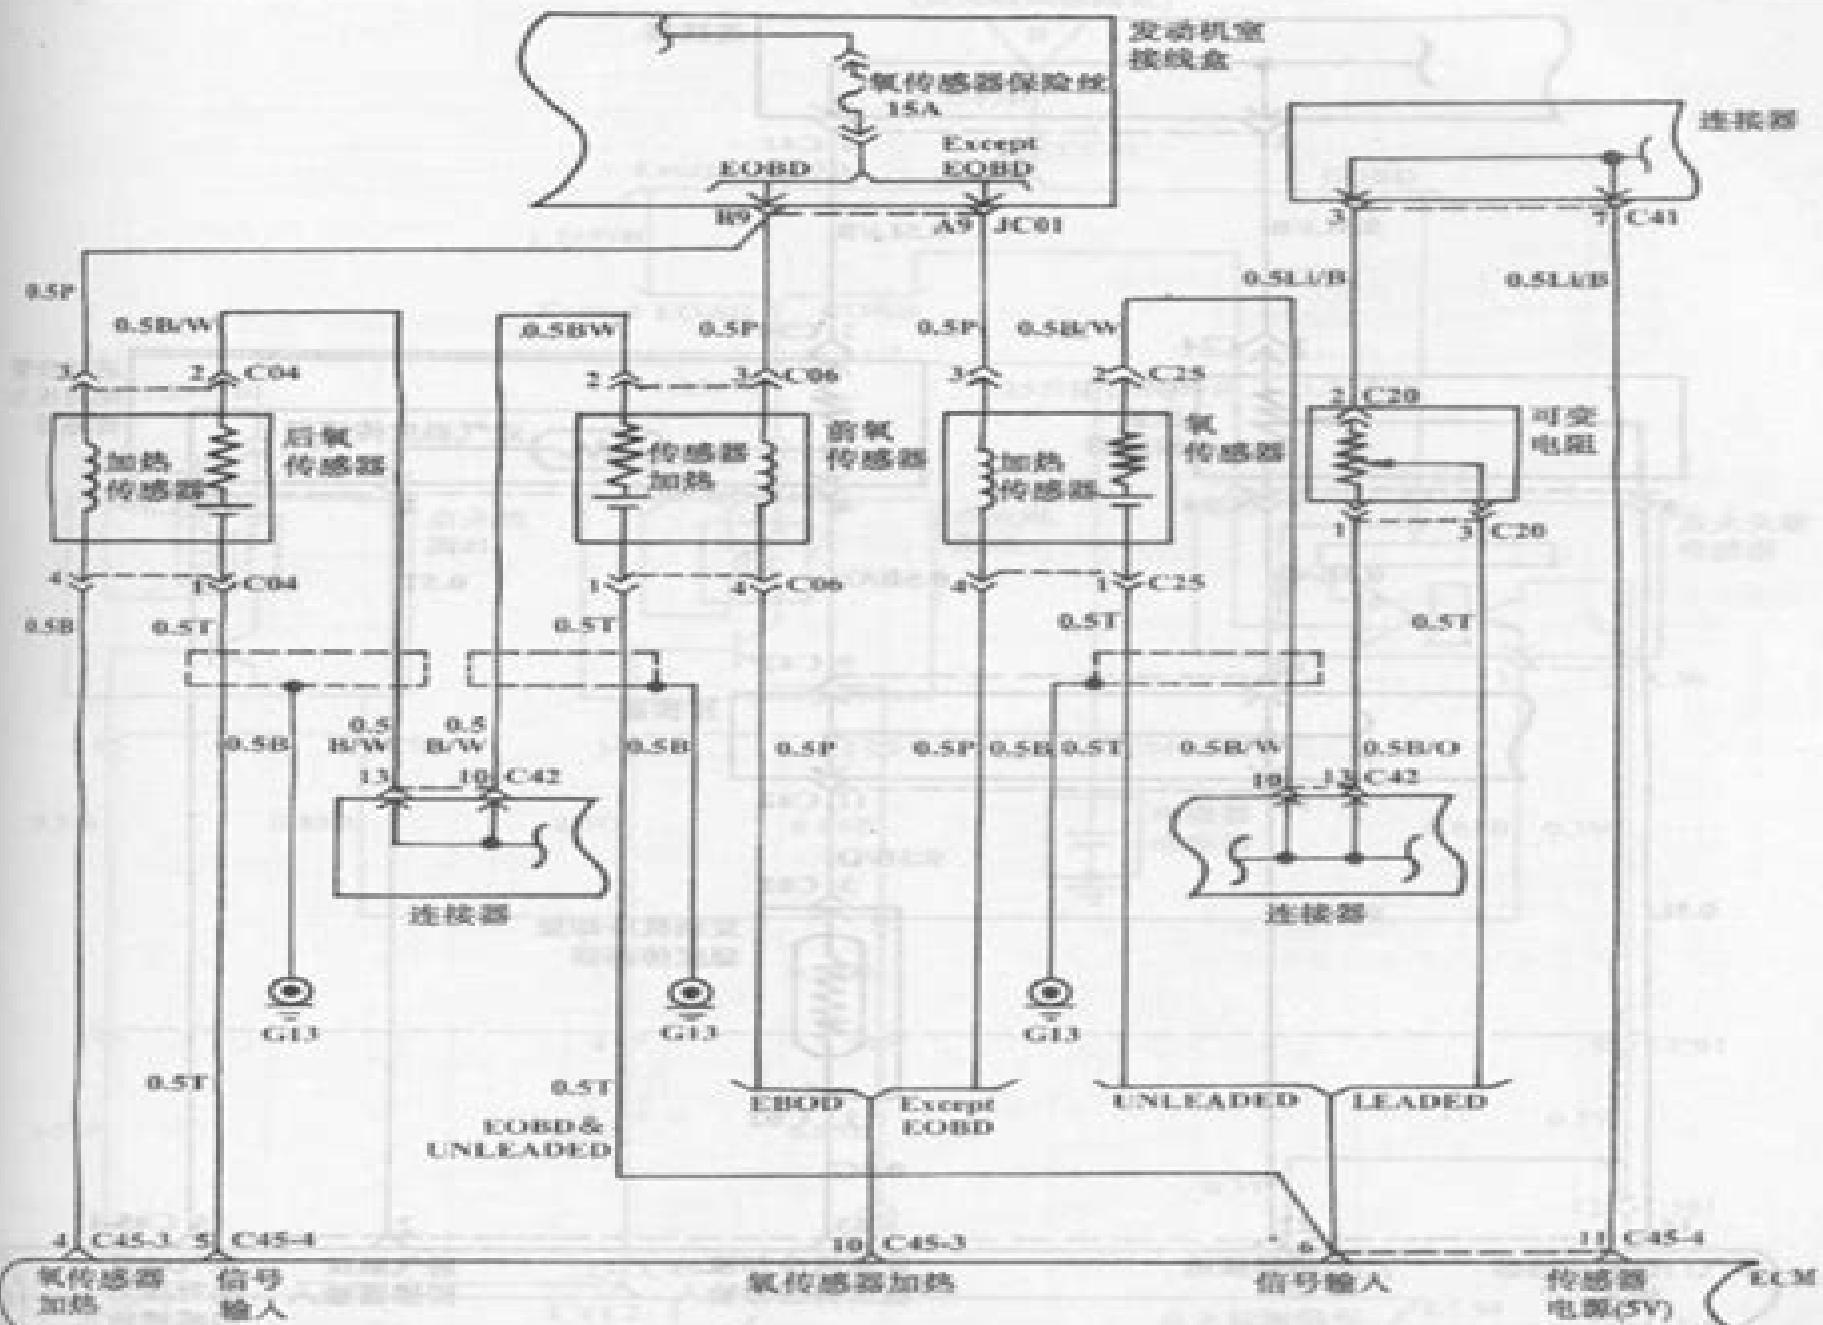 发动机室
接线盒
氧传感器保险丝
15A
Except
EOBD
EOBD
连接器
B9
A9 JC01
3
7 C41
0.5P
0.5B/W
0.5BW
0.5P
0.5P
0.5B/W
0.5Li/B
0.5Li/B
3
2 C04
2
3 C06
3
2 C25
2 C20
后氧
传感器
加热
传感器
前氧
传感器
传感器
加热
氧
传感器
加热
传感器
可变
电阻
1
3 C20
4
1 C04
1
4 C06
4
1 C25
0.5B
0.5T
0.5T
0.5T
0.5T
0.5B
0.5
B/W
0.5
B/W
0.5B
0.5P
0.5P
0.5B
0.5T
0.5B/W
0.5B/O
13
10 C42
10
13 C42
连接器
连接器
G13
G13
G13
0.5T
0.5T
EOBD&
UNLEADED
EBOD
Except
EOBD
UNLEADED
LEADED
4 C45-3
5 C45-4
10 C45-3
6
11 C45-4
氧传感器
加热
信号
输入
氧传感器加热
信号输入
传感器
电源(5V)
ECM